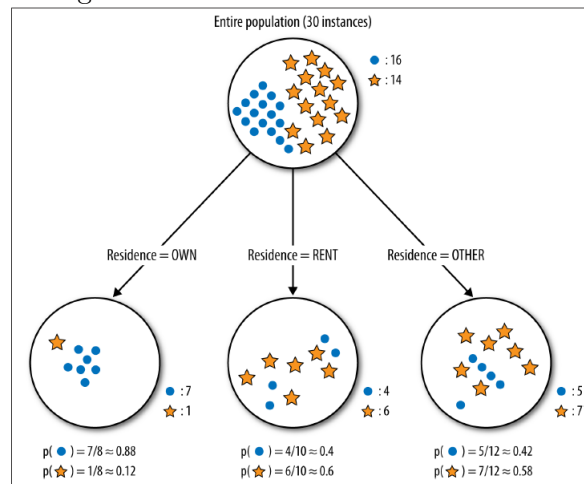 Entire population (30 instances)
: 16
: 14
Residence = OWN
Residence = RENT
Residence = OTHER
: 7
: 1
: 4
: 6
: 5
: 7
p( ) = 7/8 ≈ 0.88
p( ) = 1/8 ≈ 0.12
p( ) = 4/10 ≈ 0.4
p( ) = 6/10 ≈ 0.6
p( ) = 5/12 ≈ 0.42
p( ) = 7/12 ≈ 0.58